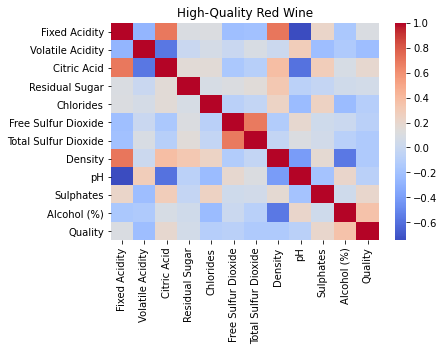 High-Quality Red Wine
Fixed Acidity
Volatile Acidity
Citric Acid
Residual Sugar
Chlorides
Free Sulfur Dioxide
Total Sulfur Dioxide
Density
pH
Sulphates
Alcohol (%)
Quality
Fixed Acidity
Volatile Acidity
Citric Acid
Residual Sugar
Chlorides
Free Sulfur Dioxide
Total Sulfur Dioxide
Density
pH
Sulphates
Alcohol (%)
Quality
1.0
0.8
0.6
0.4
0.2
0.0
−0.2
−0.4
−0.6